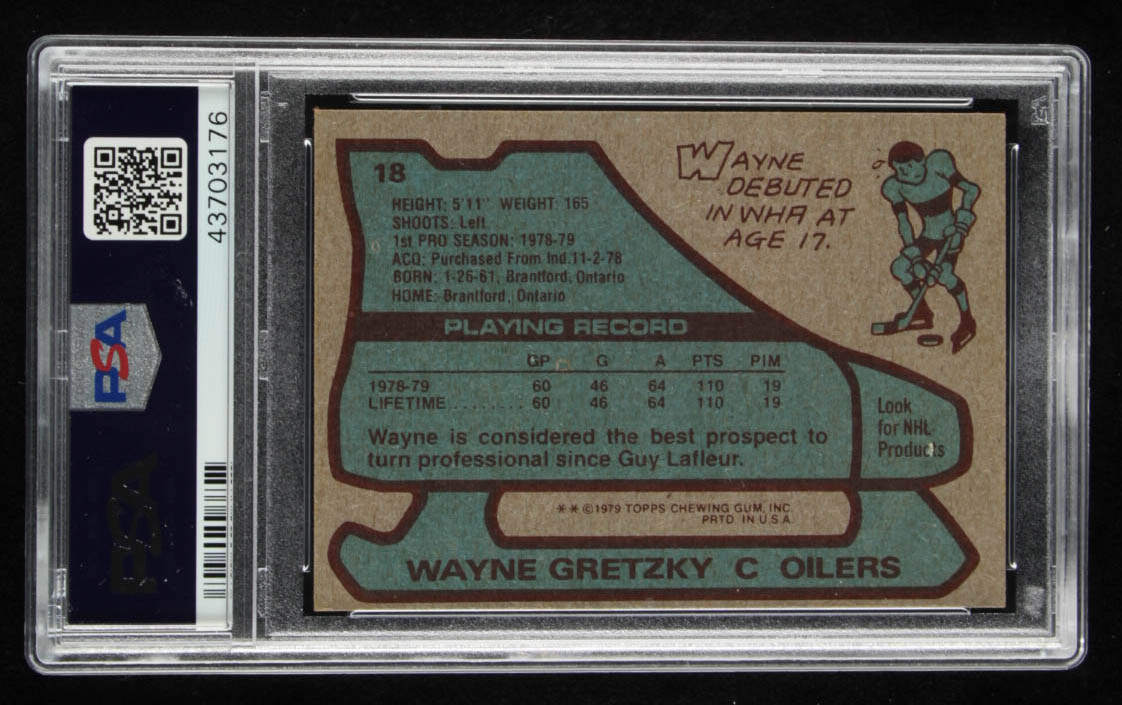 18
HEIGHT: 5'11" WEIGHT: 165
SHOOTS: Left
1st PRO SEASON: 1978-79
ACQ: Purchased From Ind. 11-2-78
BORN: 1-26-61, Brantford, Ontario
HOME: Brantford, Ontario
WAYNE
DEBUTED
IN WHA AT
AGE 17.
PLAYING RECORD
GP G A PTS PIM
1978-79 60 46 64 110 19
LIFETIME........ 60 46 64 110 19
Wayne is considered the best prospect to
turn professional since Guy Lafleur.
Look
for NHL
Products
** ©1979 TOPPS CHEWING GUM, INC.
PRTD. IN U.S.A.
WAYNE GRETZKY C OILERS
43703176
PSA
PSA